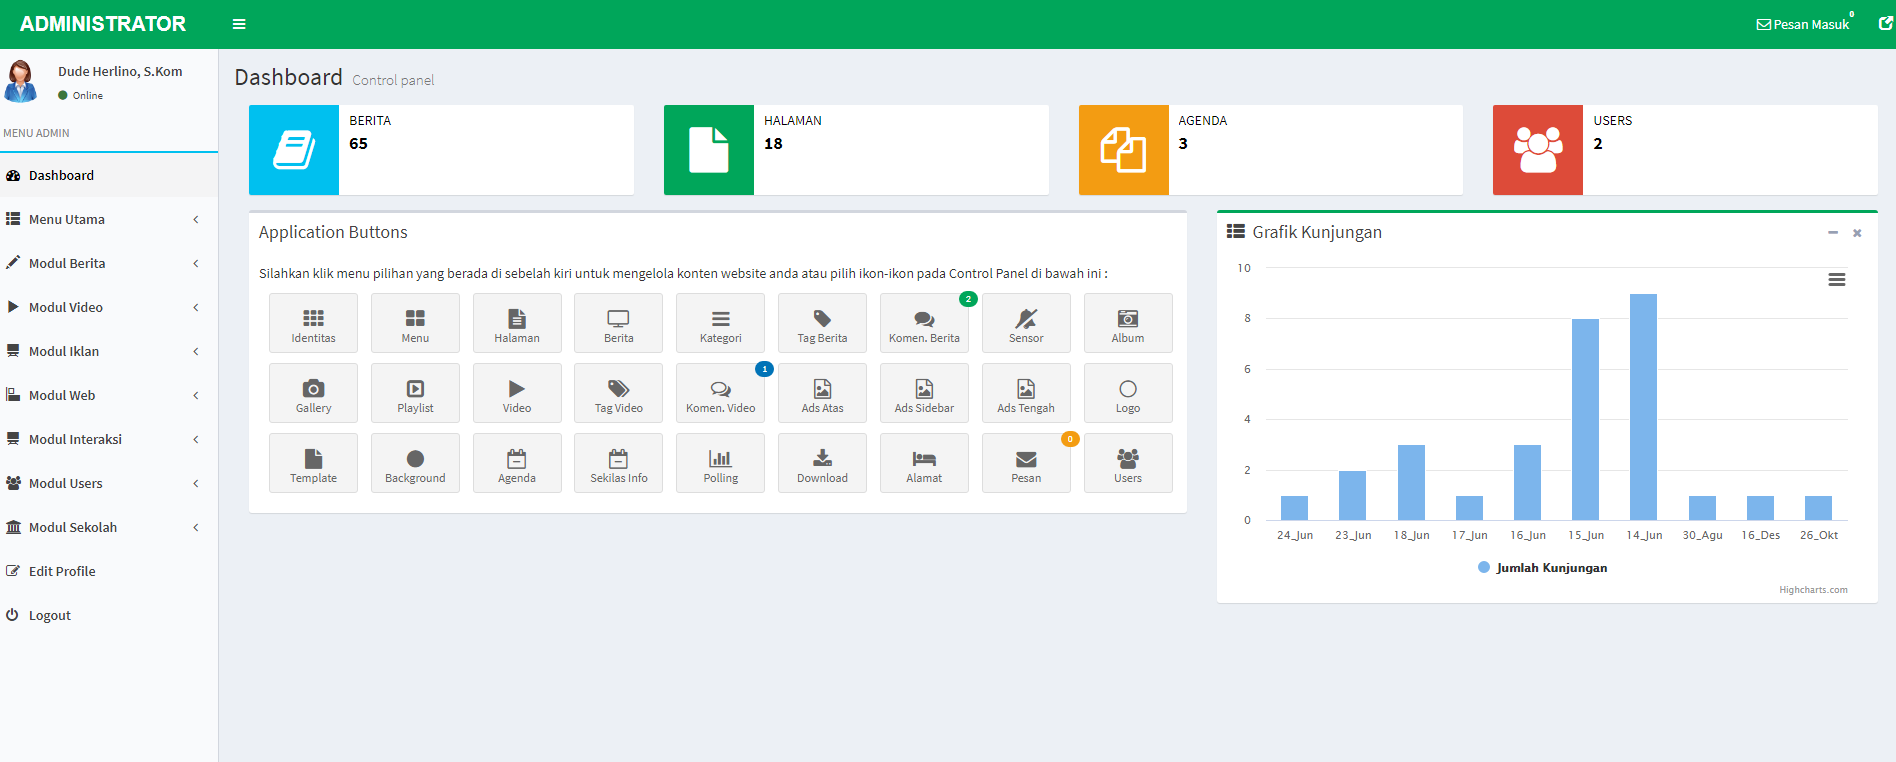 ADMINISTRATOR
Pesan Masuk 0
Dude Herlino, S.Kom
Online
MENU ADMIN
Dashboard
Menu Utama
Modul Berita
Modul Video
Modul Iklan
Modul Web
Modul Interaksi
Modul Users
Modul Sekolah
Edit Profile
Logout
Dashboard Control panel
BERITA
65
HALAMAN
18
AGENDA
3
USERS
2
Application Buttons
Silahkan klik menu pilihan yang berada di sebelah kiri untuk mengelola konten website anda atau pilih ikon-ikon pada Control Panel di bawah ini :
2
Identitas Menu Halaman Berita Kategori Tag Berita Komen. Berita Sensor Album
1
Gallery Playlist Video Tag Video Komen. Video Ads Atas Ads Sidebar Ads Tengah Logo
0
Template Background Agenda Sekilas Info Polling Download Alamat Pesan Users
Grafik Kunjungan
10
8
6
4
2
0
24_Jun 23_Jun 18_Jun 17_Jun 16_Jun 15_Jun 14_Jun 30_Agu 16_Des 26_Okt
Jumlah Kunjungan
Highcharts.com